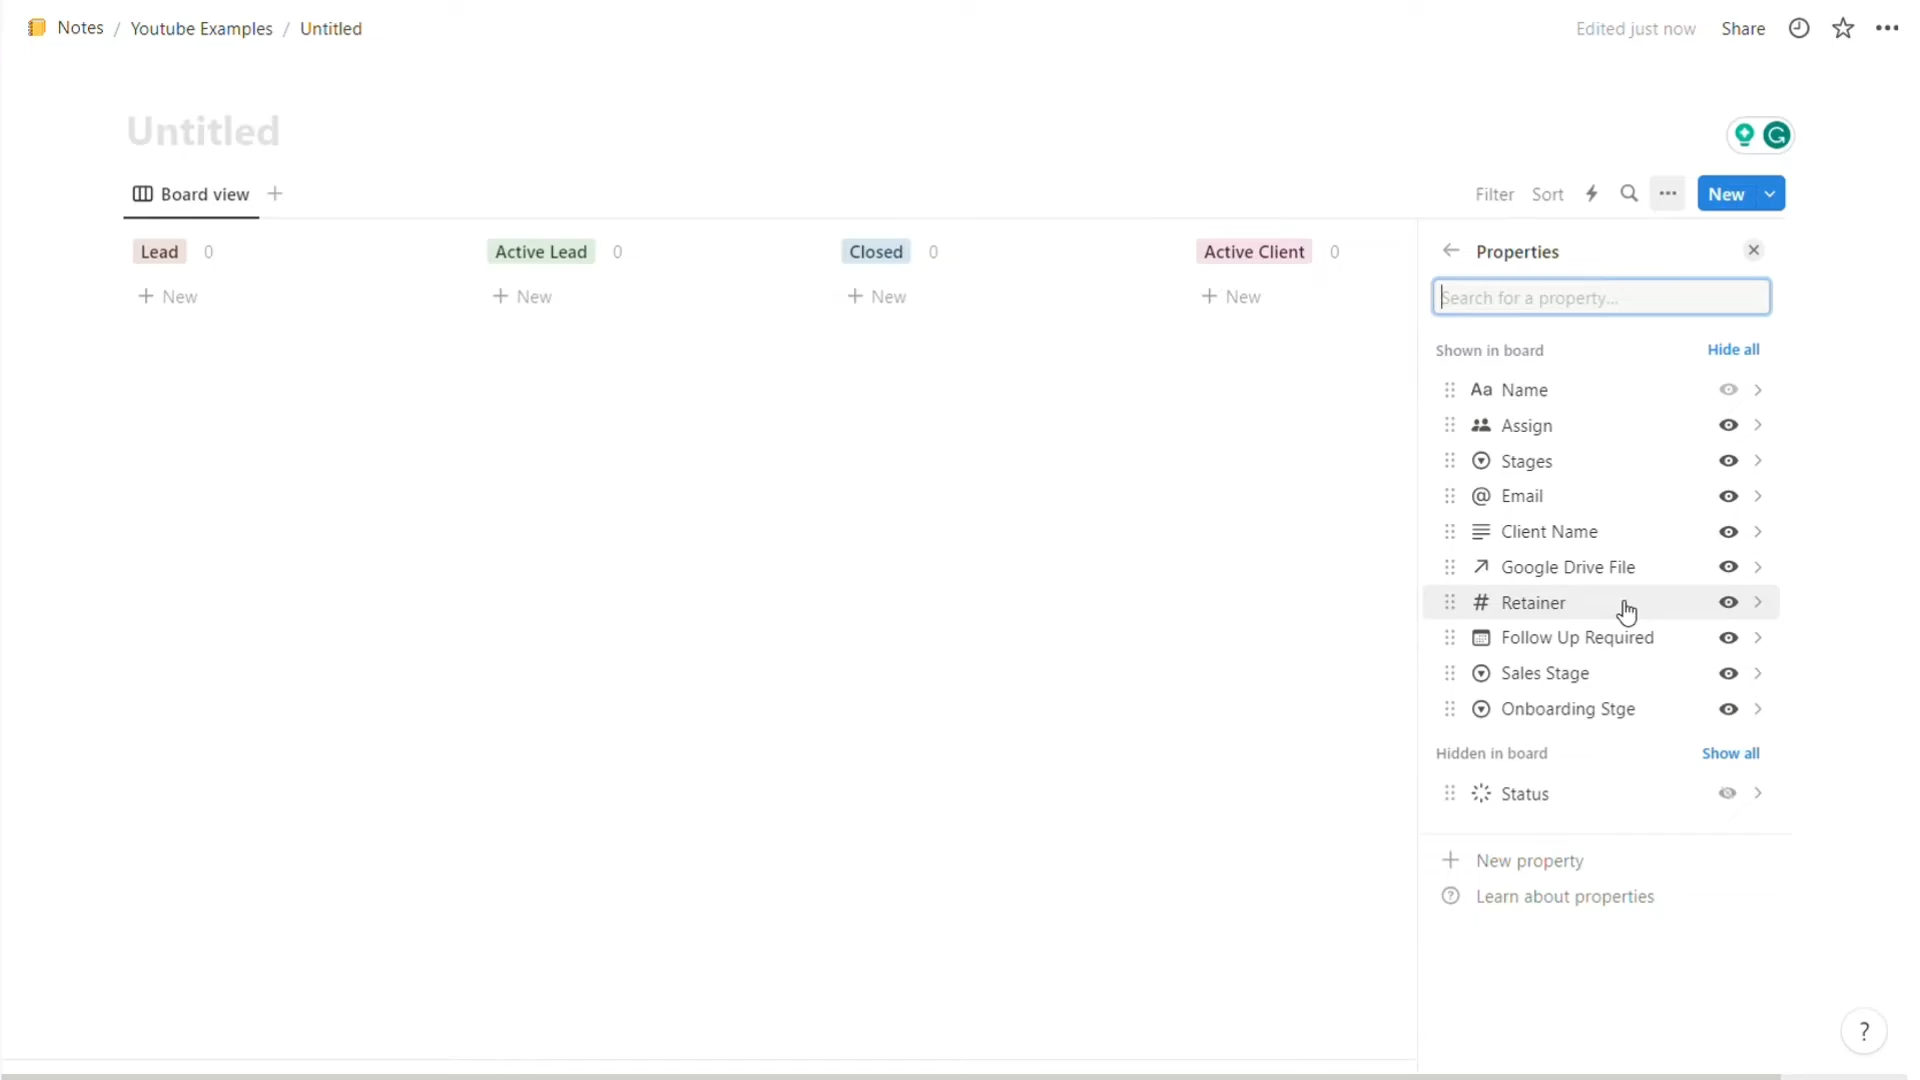 Notes / Youtube Examples / Untitled
Edited just now Share
Untitled
Board view
Filter Sort New
Lead 0 Active Lead 0 Closed 0 Active Client 0
+ New + New + New + New
Properties
Search for a property...
Shown in board Hide all
Aa Name
Assign
Stages
@ Email
Client Name
Google Drive File
# Retainer
Follow Up Required
Sales Stage
Onboarding Stge
Hidden in board Show all
Status
+ New property
? Learn about properties
?